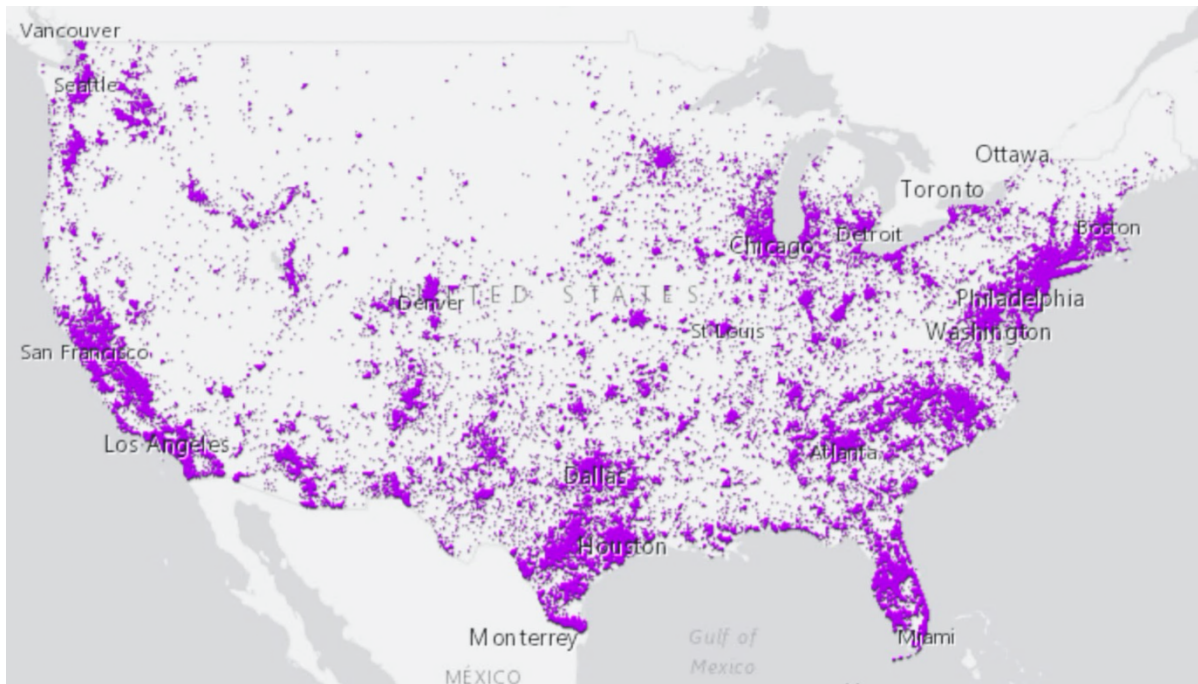 Vancouver
Seattle
Ottawa
Toronto
Boston
Detroit
Chicago
UNITED STATES
Denver
Philadelphia
St Louis
Washington
San Francisco
Los Angeles
Atlanta
Dallas
Houston
Monterrey
Miami
Gulf of
Mexico
MÉXICO